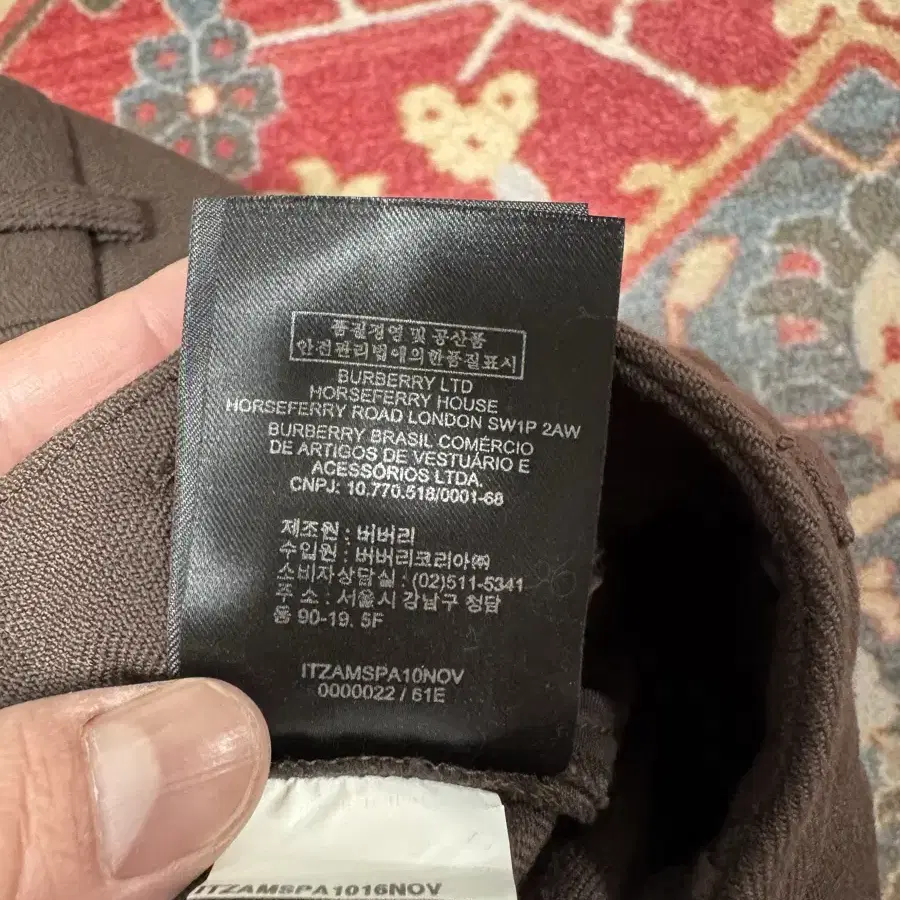 품질경영 및 공산품
안전관리법에의한품질표시
BURBERRY LTD
HORSEFERRY HOUSE
HORSEFERRY ROAD LONDON SW1P 2AW
BURBERRY BRASIL COMÉRCIO
DE ARTIGOS DE VESTUÁRIO E
ACESSÓRIOS LTDA.
CNPJ: 10.770.518/0001-68
제조원 : 버버리
수입원 : 버버리코리아㈜
소비자상담실 : (02)511-5341
주 소 : 서울시 강남구 청담
동 90-19. 5F
ITZAMSPA10NOV
0000022 / 61E
ITZAMSPA1016NOV